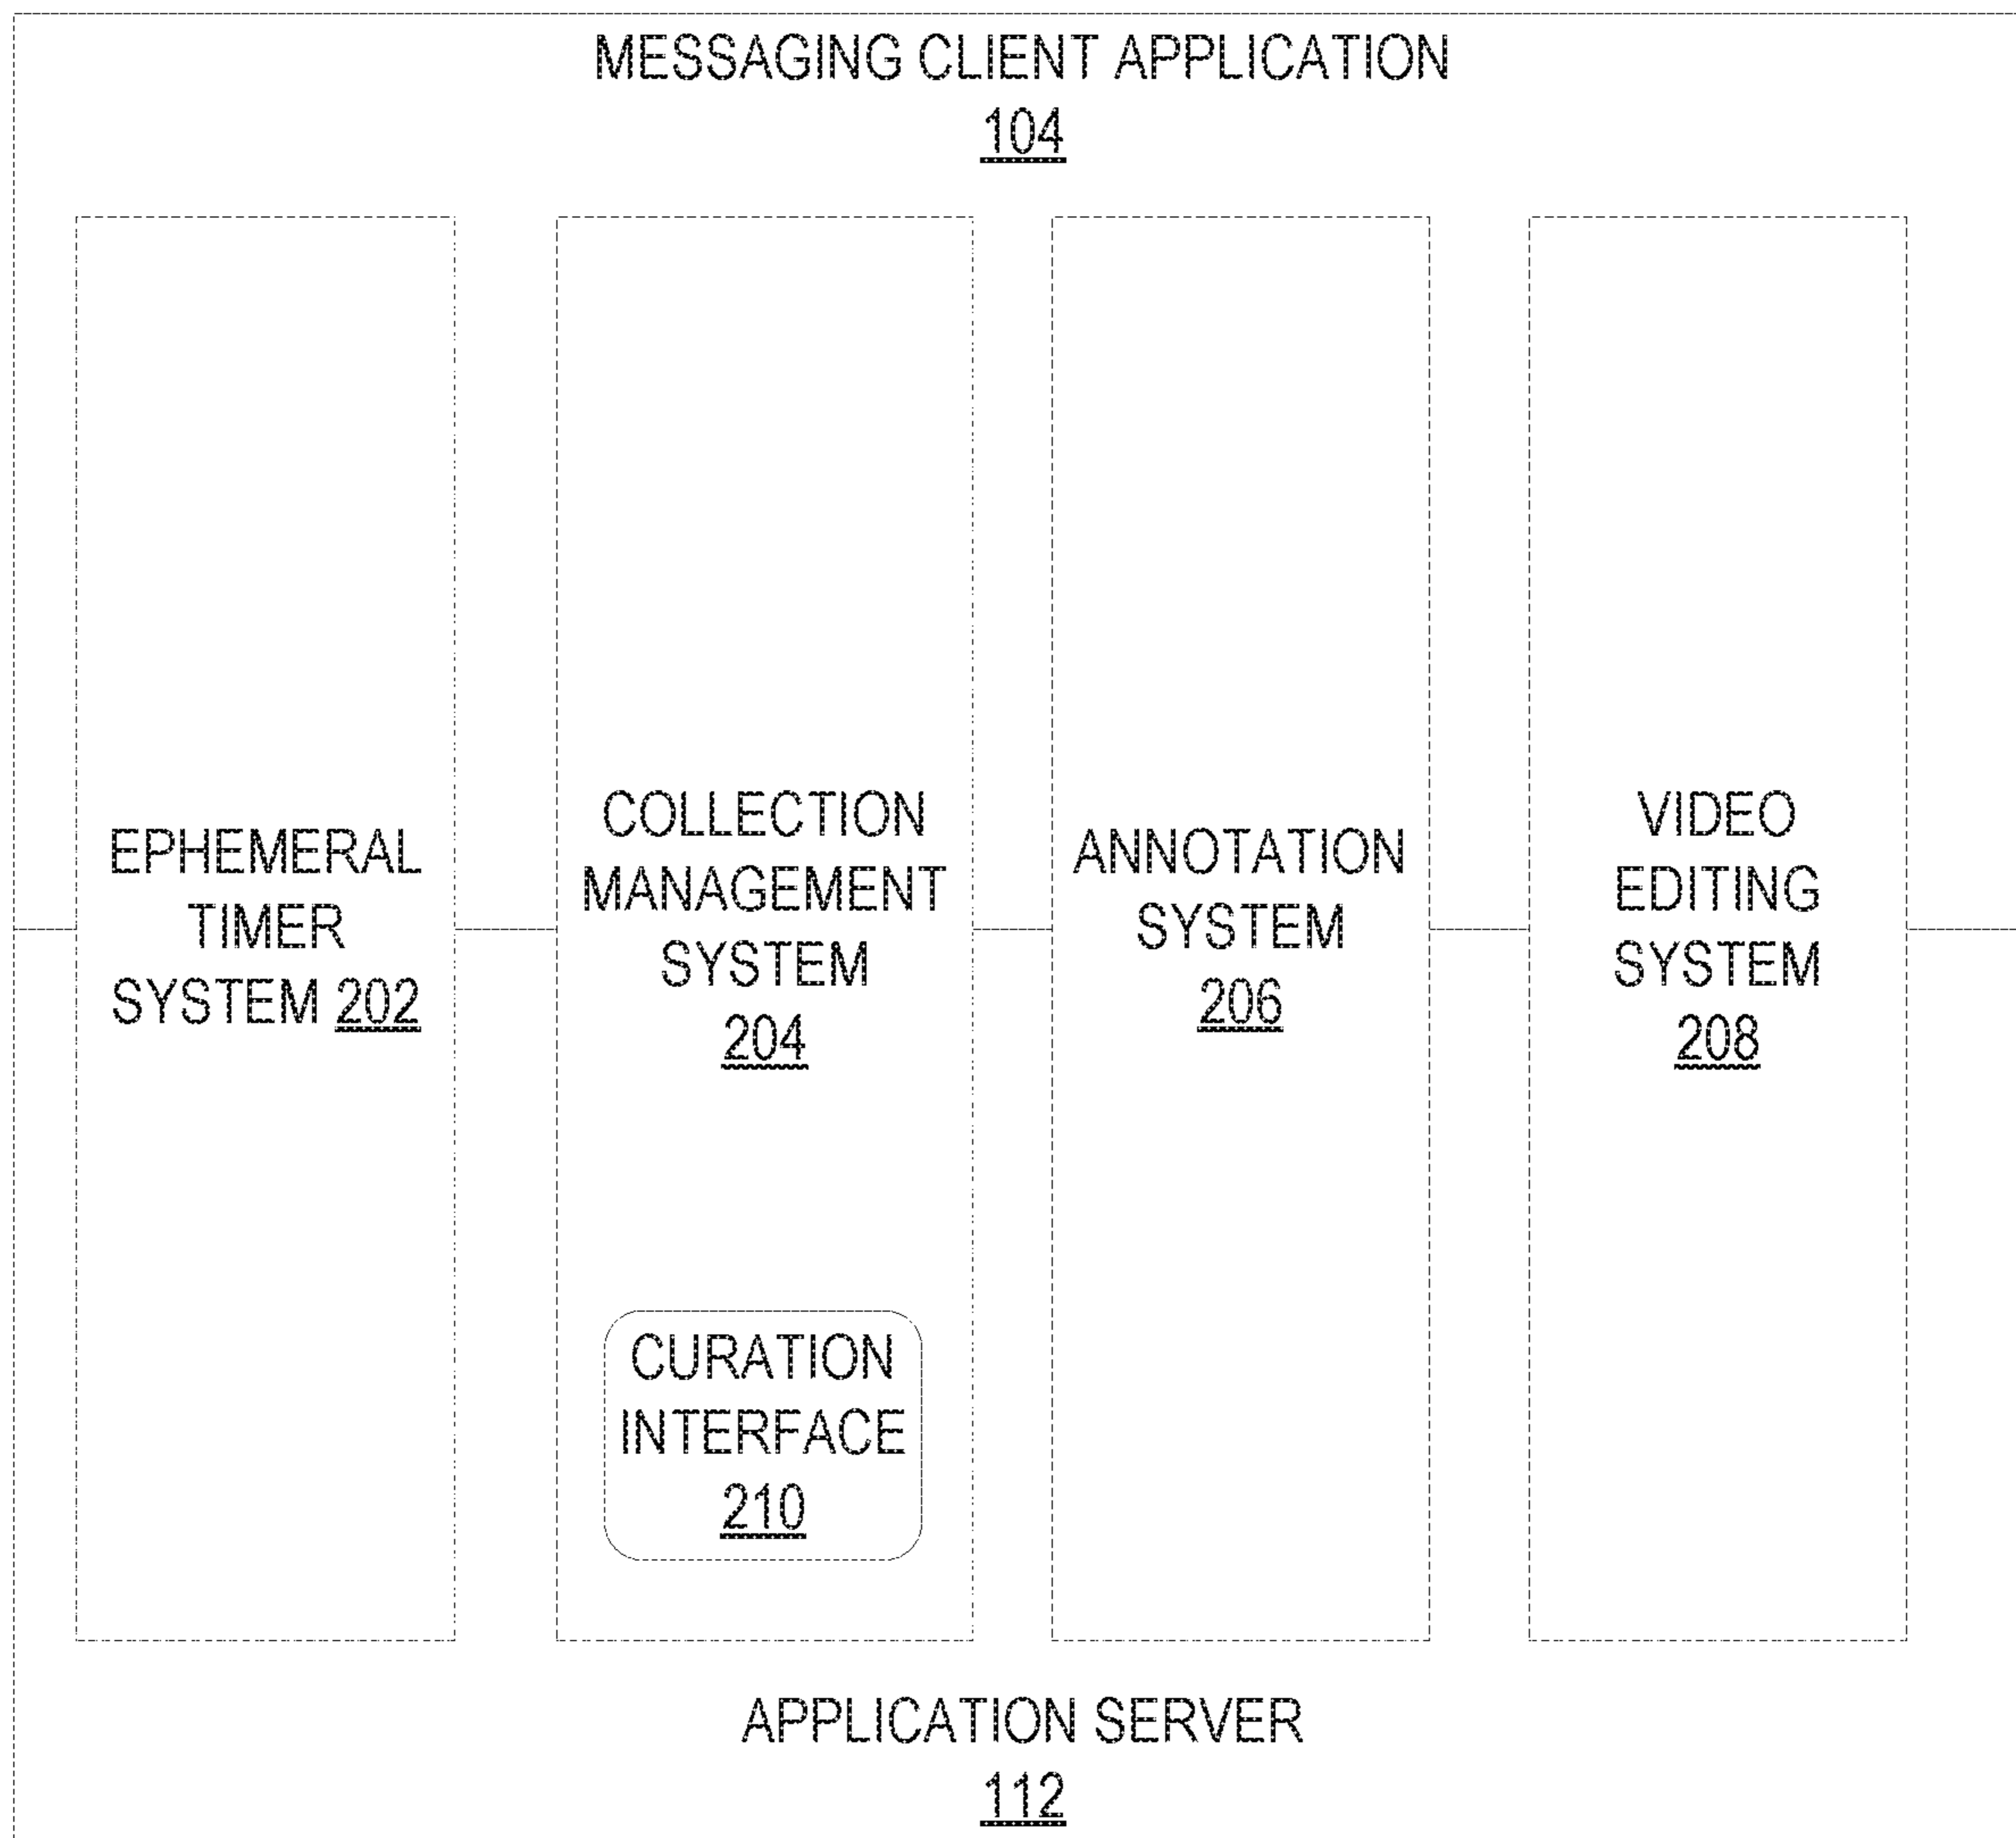 MESSAGING CLIENT APPLICATION
104
EPHEMERAL
TIMER
SYSTEM 202
COLLECTION
MANAGEMENT
SYSTEM
204
CURATION
INTERFACE
210
ANNOTATION
SYSTEM
206
VIDEO
EDITING
SYSTEM
208
APPLICATION SERVER
112